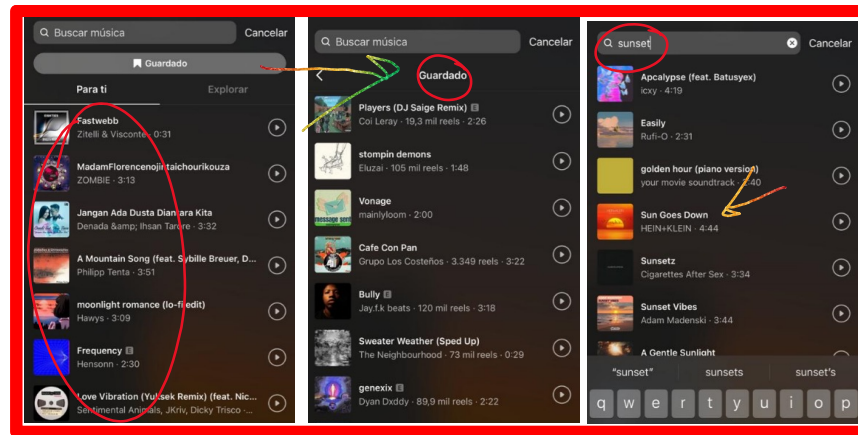 Buscar música
Cancelar
Guardado
Para ti
Explorar
Fastwebb
Zitelli & Visconte · 0:31
MadamFlorencenojintaichourikouza
ZOMBIE · 3:13
Jangan Ada Dusta Diantara Kita
Denada &amp; Ihsan Tarore · 3:32
A Mountain Song (feat. Sybille Breuer, D...
Philipp Tenta · 3:51
moonlight romance (lo-fi edit)
Hawys · 3:09
Frequency E
Hensonn · 2:30
Love Vibration (Yuksek Remix) (feat. Nic...
Sentimental Animals, JKriv, Dicky Trisco ·...
Buscar música
Cancelar
Guardado
Players (DJ Saige Remix) E
Coi Leray · 19,3 mil reels · 2:26
stompin demons
Eluzai · 105 mil reels · 1:48
Vonage
mainlyloom · 2:00
message send
Cafe Con Pan
Grupo Los Costeños · 3.349 reels · 3:22
Bully E
Jay.f.k beats · 120 mil reels · 3:18
Sweater Weather (Sped Up)
The Neighbourhood · 73 mil reels · 0:29
genexix E
Dyan Dxddy · 89,9 mil reels · 2:22
sunset
Cancelar
Apcalypse (feat. Batusyex)
icxy · 4:19
Easily
Rufi-O · 2:31
golden hour (piano version)
your movie soundtrack · 2:40
Sun Goes Down
HEIN+KLEIN · 4:44
Sunsetz
Cigarettes After Sex · 3:34
Sunset Vibes
Adam Madenski · 3:44
A Gentle Sunlight
"sunset"
sunsets
sunset's
q w e r t y u i o p